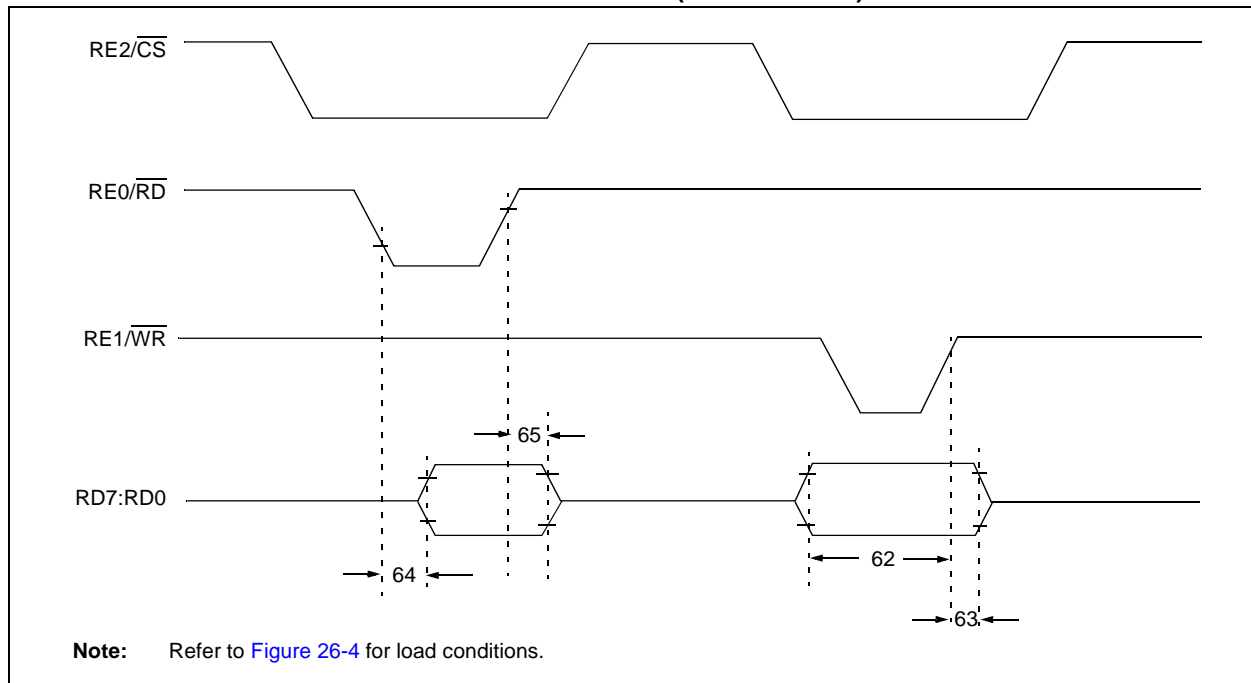 RE2/CS
RE0/RD
RE1/WR
65
RD7:RD0
62
64
63
Note: Refer to Figure 26-4 for load conditions.